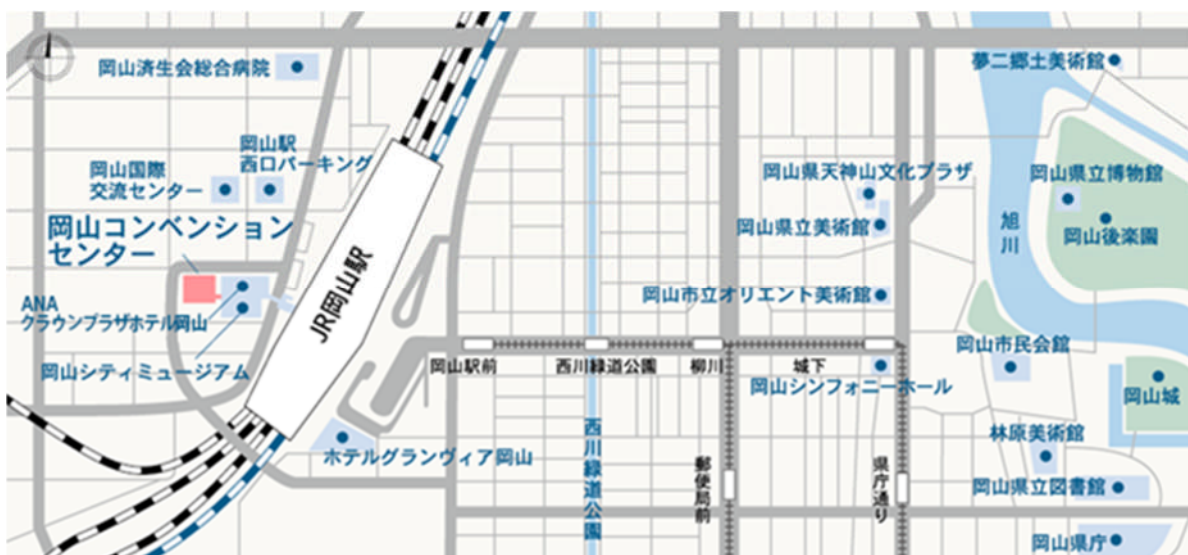 岡山済生会総合病院
夢二郷土美術館
岡山駅
西口パーキング
岡山国際
交流センター
岡山コンベンション
センター
ANA
クラウンプラザホテル岡山
岡山シティミュージアム
JR岡山駅
ホテルグランヴィア岡山
岡山県天神山文化プラザ
岡山県立美術館
岡山市立オリエント美術館
岡山県立博物館
岡山後楽園
旭川
岡山駅前
西川緑道公園
柳川
城下
岡山シンフォニーホール
岡山市民会館
岡山城
林原美術館
西川緑道公園
郵便局前
県庁通り
岡山県立図書館
岡山県庁